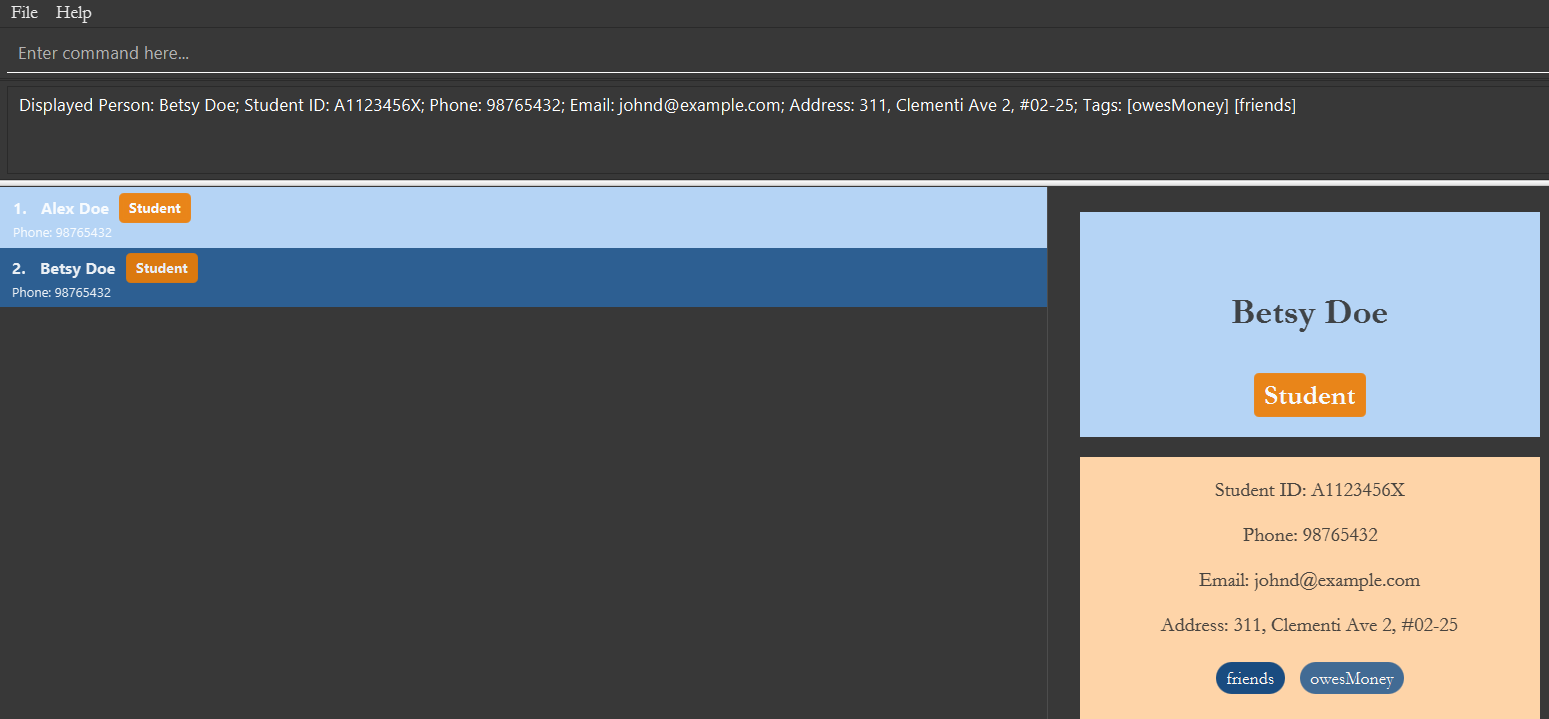 File Help
Enter command here...
Displayed Person: Betsy Doe; Student ID: A1123456X; Phone: 98765432; Email: johnd@example.com; Address: 311, Clementi Ave 2, #02-25; Tags: [owesMoney] [friends]
1. Alex Doe Student
Phone: 98765432
2. Betsy Doe Student
Phone: 98765432
Betsy Doe
Student
Student ID: A1123456X
Phone: 98765432
Email: johnd@example.com
Address: 311, Clementi Ave 2, #02-25
friends owesMoney